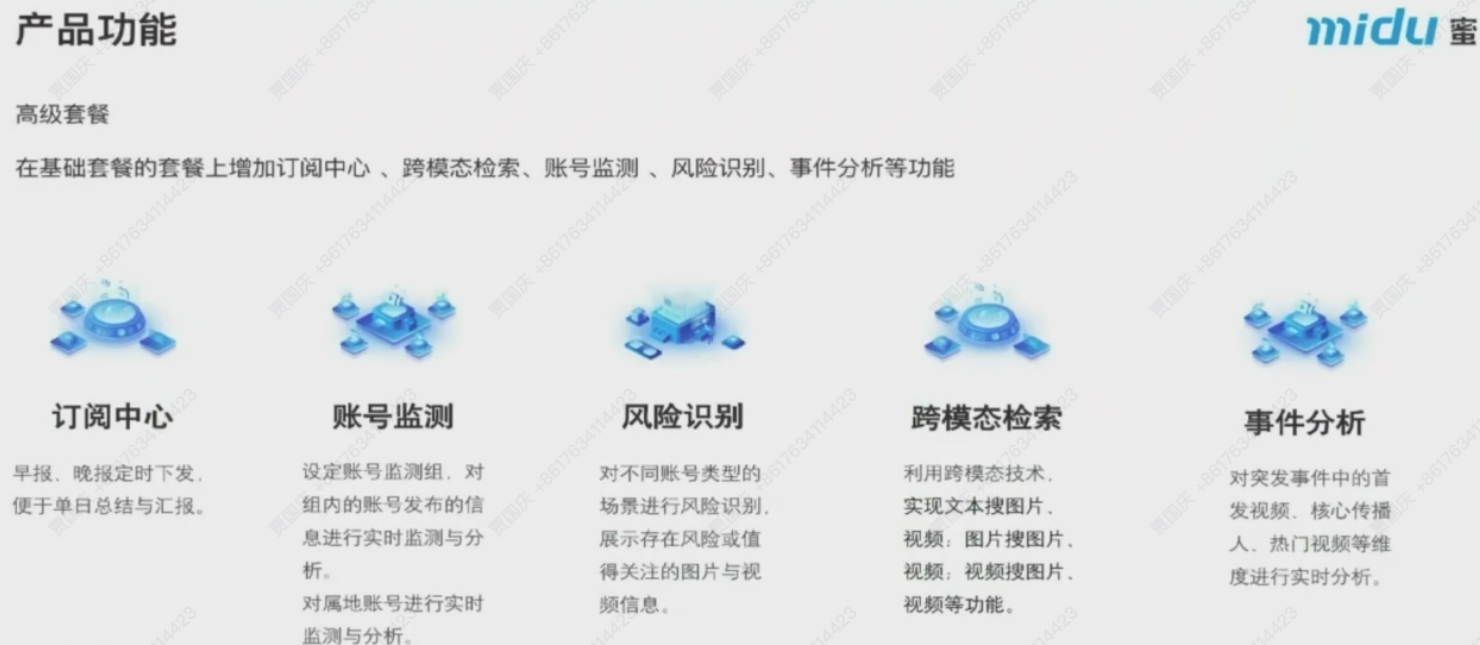 产品功能
midu 蜜
高级套餐
在基础套餐的套餐上增加订阅中心 、跨模态检索、账号监测 、风险识别、事件分析等功能
订阅中心
早报、晚报定时下发,
便于单日总结与汇报。
账号监测
设定账号监测组,对
组内的账号发布的信
息进行实时监测与分
析。
对属地账号进行实时
监测与分析。
风险识别
对不同账号类型的
场景进行风险识别,
展示存在风险或值
得关注的图片与视
频信息。
跨模态检索
利用跨模态技术,
实现文本搜图片、
视频;图片搜图片、
视频;视频搜图片、
视频等功能。
事件分析
对突发事件中的首
发视频、核心传播
人、热门视频等维
度进行实时分析。
贾国庆 +8617634114423